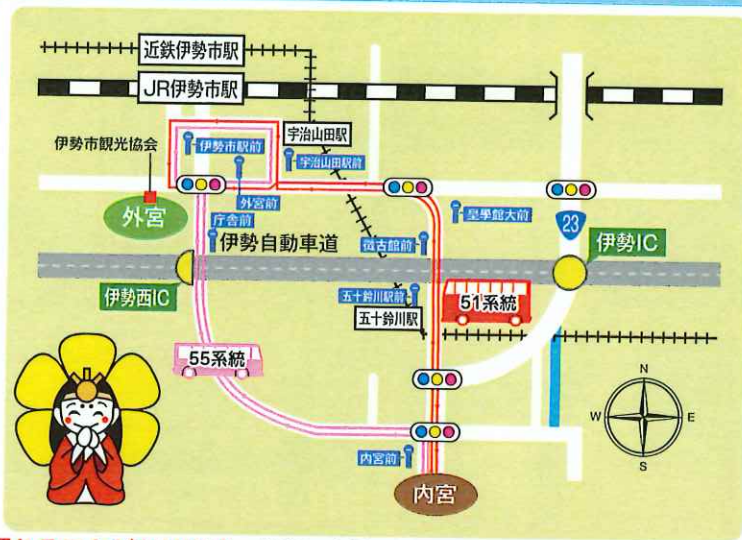 近鉄伊勢市駅
JR伊勢市駅
宇治山田駅
伊勢市観光協会
伊勢市駅前
宇治山田駅前
外宮前
外宮
庁舎前
皇學館大前
23
伊勢自動車道
徴古館前
伊勢IC
伊勢西IC
五十鈴川駅前
51系統
五十鈴川駅
55系統
N
W
E
S
内宮前
内宮